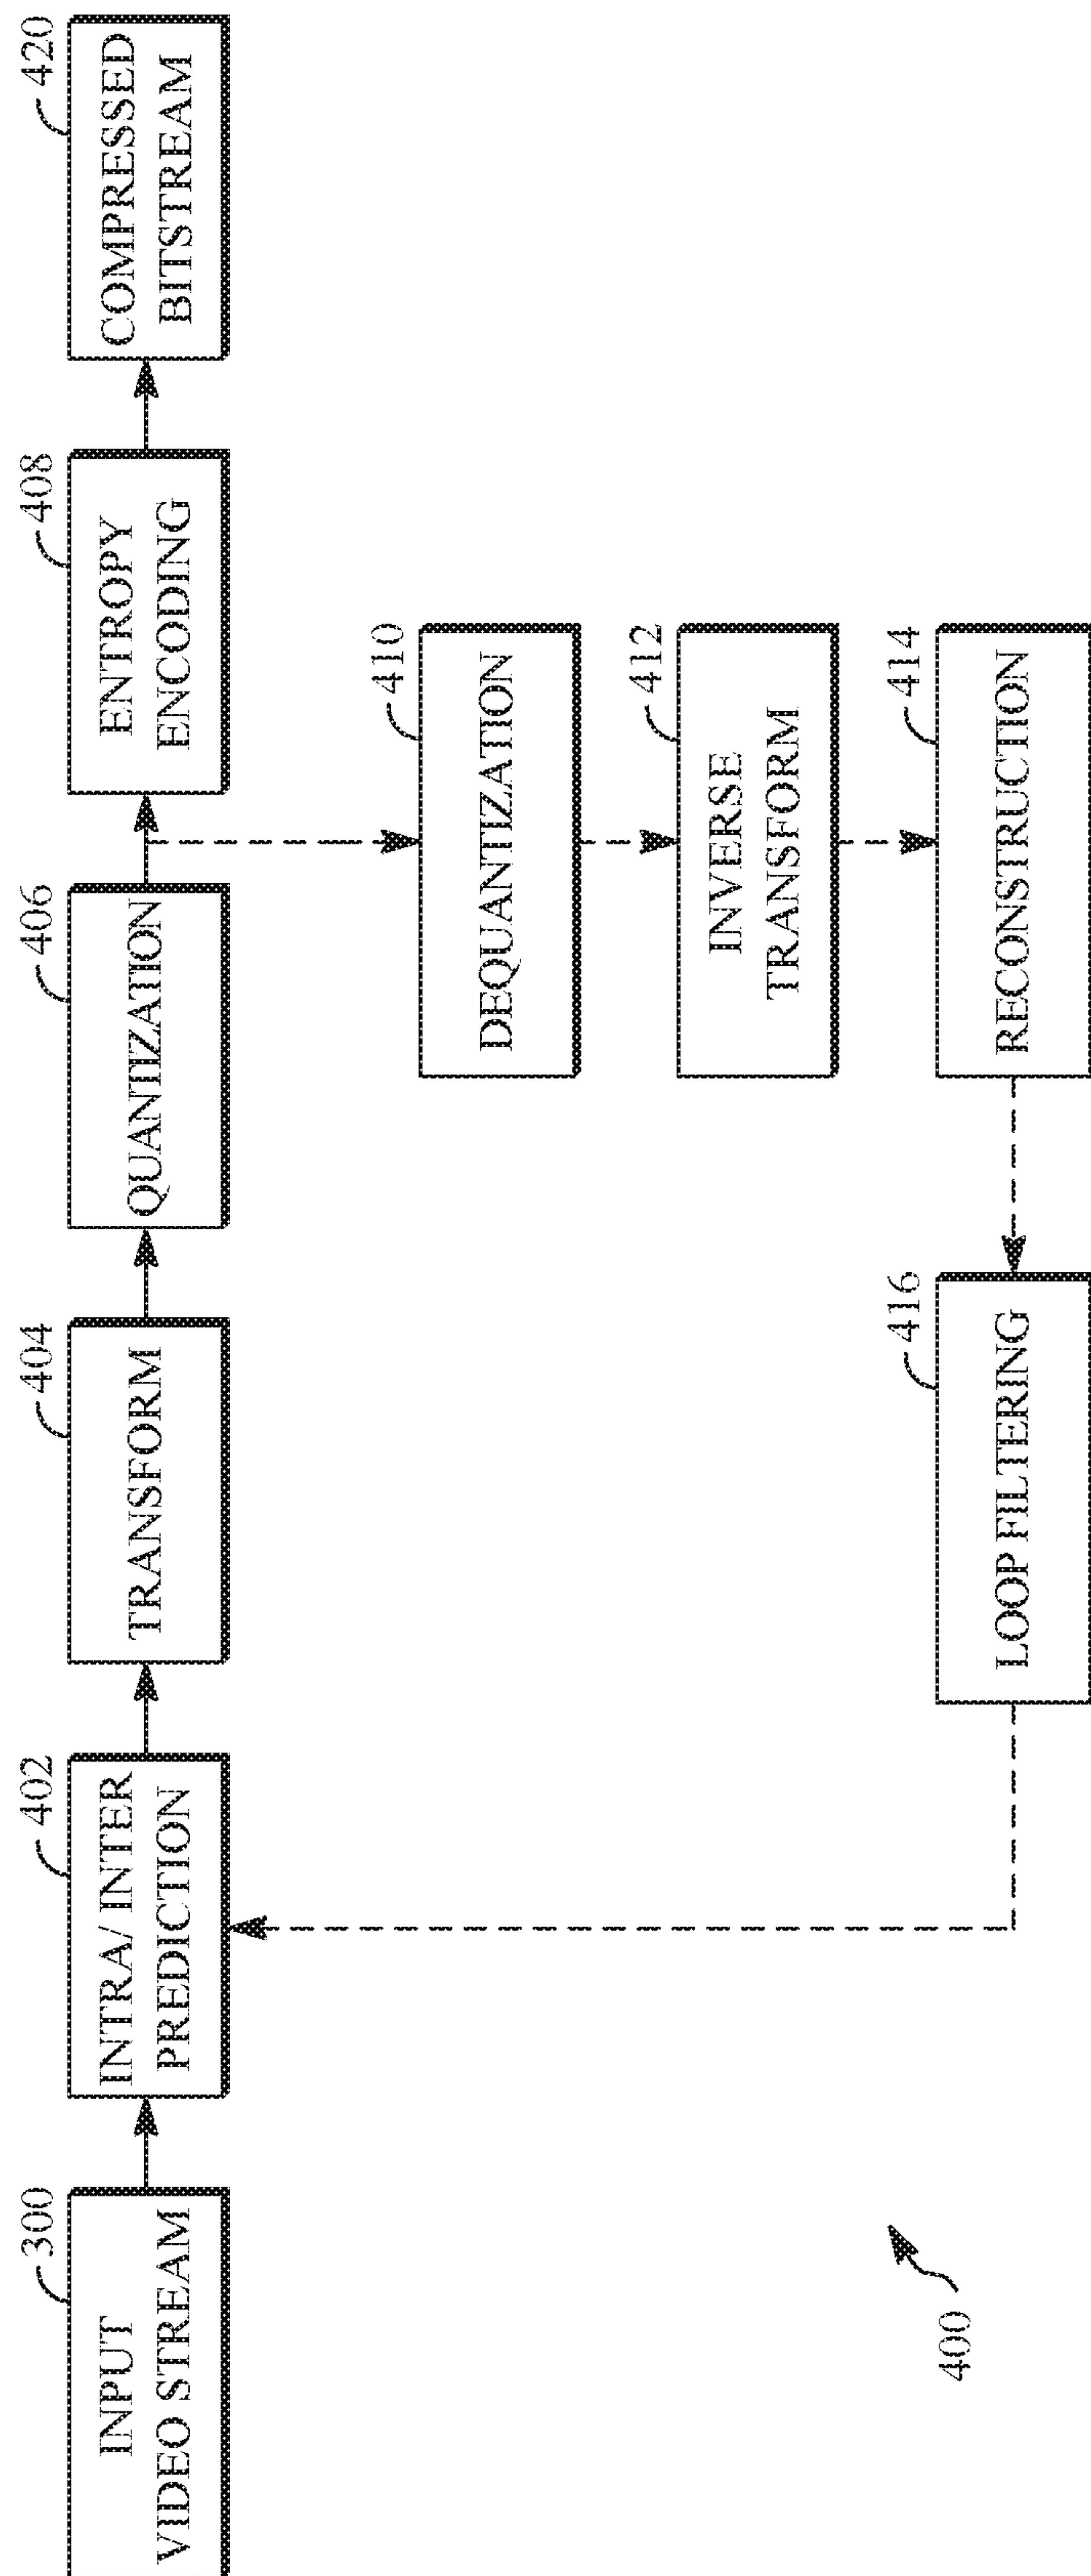 300
INPUT
VIDEO STREAM
402
INTRA/ INTER
PREDICTION
404
TRANSFORM
406
QUANTIZATION
408
ENTROPY
ENCODING
420
COMPRESSED
BITSTREAM
410
DEQUANTIZATION
412
INVERSE
TRANSFORM
414
RECONSTRUCTION
416
LOOP FILTERING
400